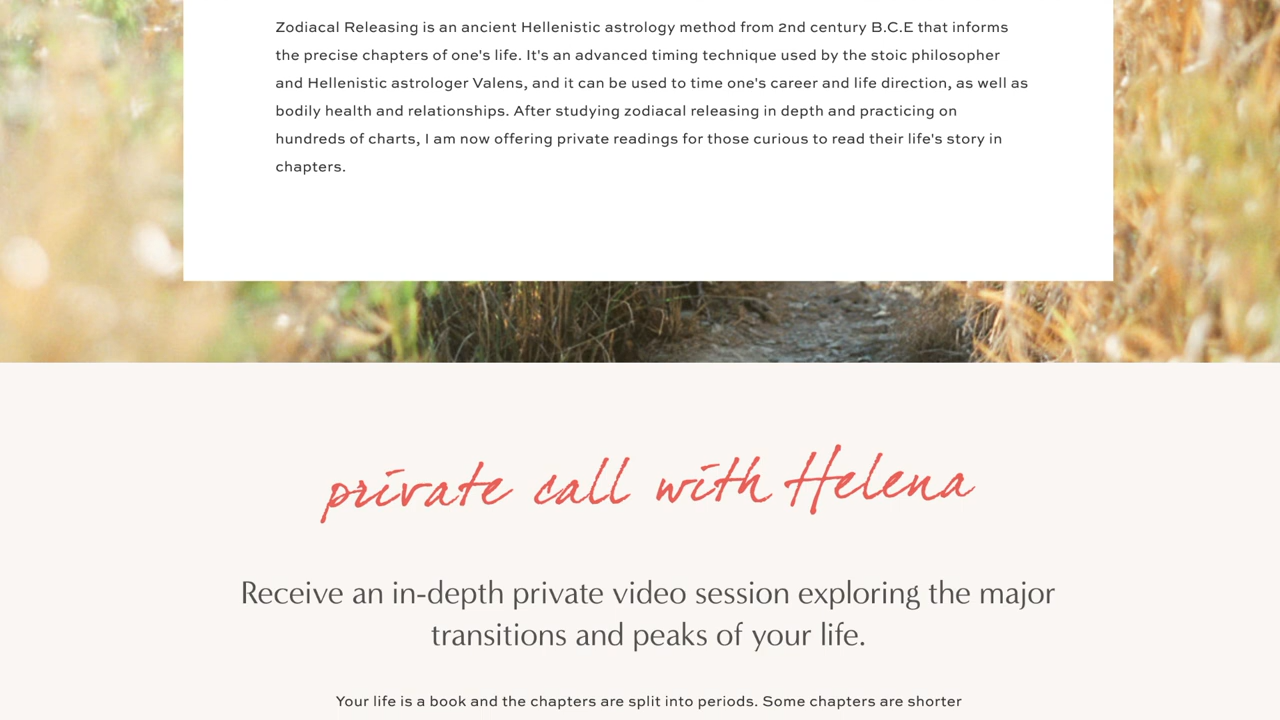 Zodiacal Releasing is an ancient Hellenistic astrology method from 2nd century B.C.E that informs
the precise chapters of one's life. It's an advanced timing technique used by the stoic philosopher
and Hellenistic astrologer Valens, and it can be used to time one's career and life direction, as well as
bodily health and relationships. After studying zodiacal releasing in depth and practicing on
hundreds of charts, I am now offering private readings for those curious to read their life's story in
chapters.
private call with Helena
Receive an in-depth private video session exploring the major
transitions and peaks of your life.
Your life is a book and the chapters are split into periods. Some chapters are shorter